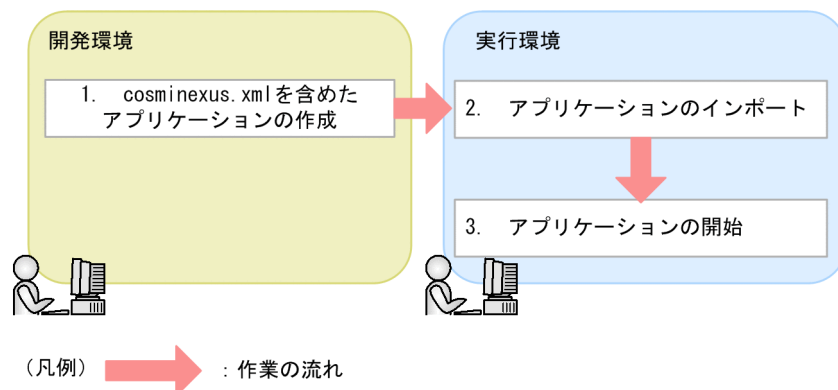 開発環境
1. cosminexus.xmlを含めた
アプリケーションの作成
実行環境
2. アプリケーションのインポート
3. アプリケーションの開始
(凡例) : 作業の流れ